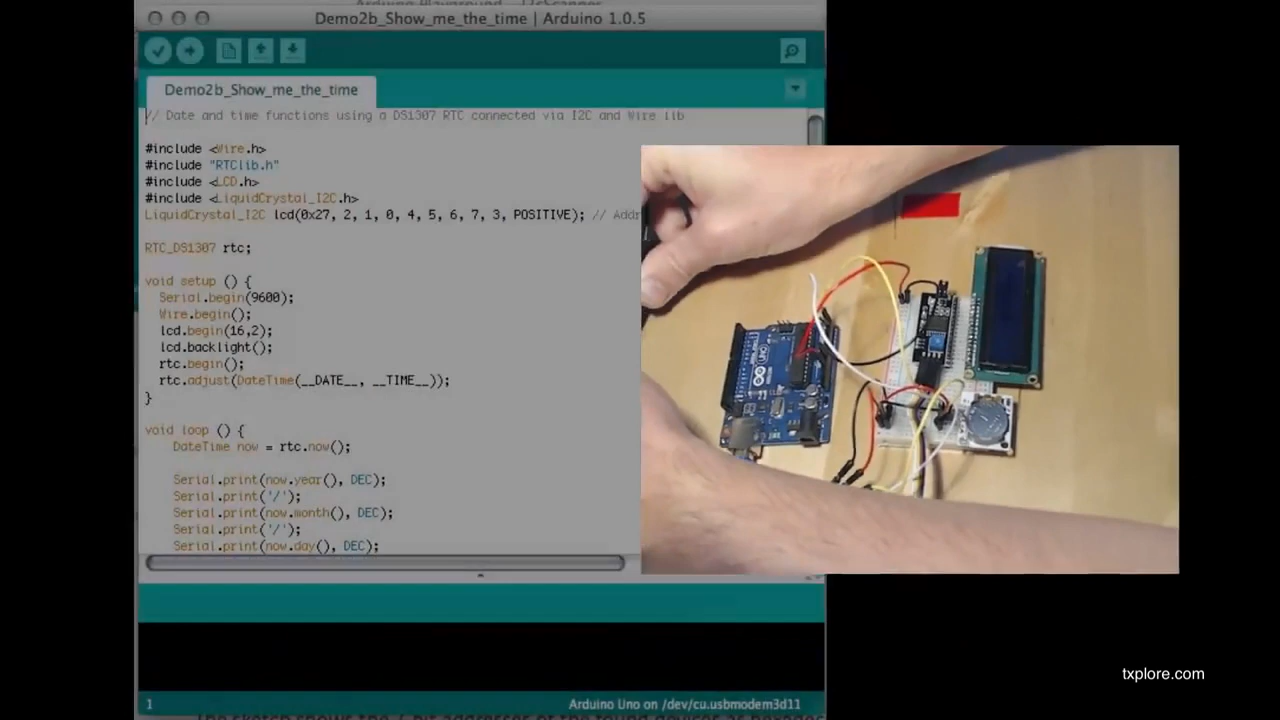 Demo2b_Show_me_the_time | Arduino 1.0.5
Demo2b_Show_me_the_time
// Date and time functions using a DS1307 RTC connected via I2C and Wire lib
#include <Wire.h>
#include "RTClib.h"
#include <LCD.h>
#include <LiquidCrystal_I2C.h>
LiquidCrystal_I2C lcd(0x27, 2, 1, 0, 4, 5, 6, 7, 3, POSITIVE); //
RTC_DS1307 rtc;
void setup () {
Serial.begin(9600);
Wire.begin();
lcd.begin(16,2);
lcd.backlight();
rtc.begin();
rtc.adjust(DateTime(__DATE__, __TIME__));
}
void loop () {
DateTime now = rtc.now();
Serial.print(now.year(), DEC);
Serial.print('/');
Serial.print(now.month(), DEC);
Serial.print('/');
Serial.print(now.day(), DEC);
UNO
1
Arduino Uno on /dev/cu.usbmodem3d11
txplore.com